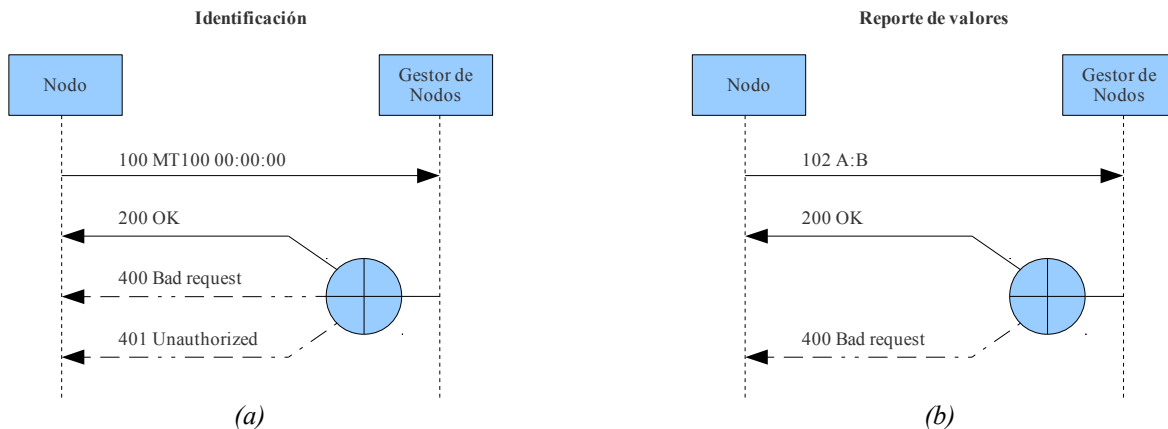 Identificación
Nodo
Gestor de
Nodos
100 MT100 00:00:00
200 OK
400 Bad request
401 Unauthorized
(a)
Reporte de valores
Nodo
Gestor de
Nodos
102 A:B
200 OK
400 Bad request
(b)